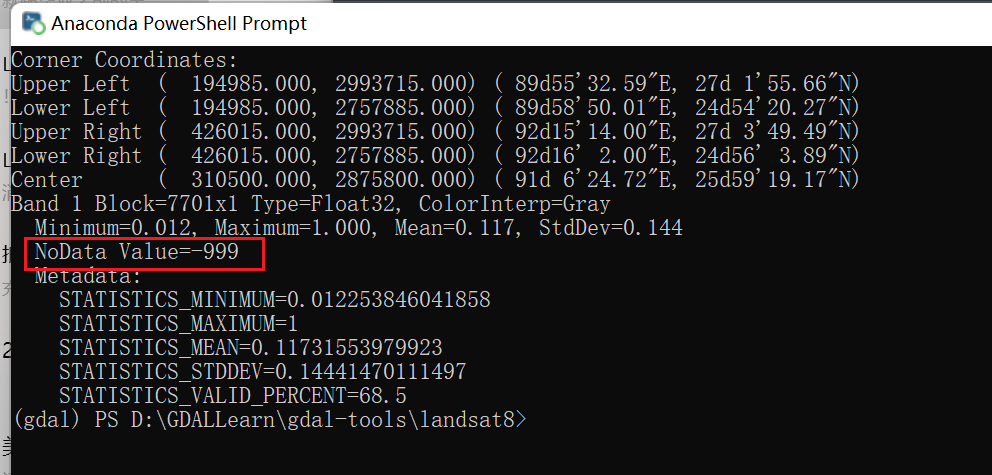 Anaconda PowerShell Prompt
Corner Coordinates:
Upper Left  (  194985.000, 2993715.000) ( 89d55'32.59"E, 27d 1'55.66"N)
Lower Left  (  194985.000, 2757885.000) ( 89d58'50.01"E, 24d54'20.27"N)
Upper Right (  426015.000, 2993715.000) ( 92d15'14.00"E, 27d 3'49.49"N)
Lower Right (  426015.000, 2757885.000) ( 92d16' 2.00"E, 24d56' 3.89"N)
Center      (  310500.000, 2875800.000) ( 91d 6'24.72"E, 25d59'19.17"N)
Band 1 Block=7701x1 Type=Float32, ColorInterp=Gray
  Minimum=0.012, Maximum=1.000, Mean=0.117, StdDev=0.144
  NoData Value=-999
  Metadata:
    STATISTICS_MINIMUM=0.012253846041858
    STATISTICS_MAXIMUM=1
    STATISTICS_MEAN=0.11731553979923
    STATISTICS_STDDEV=0.14441470111497
    STATISTICS_VALID_PERCENT=68.5
(gdal) PS D:\GDALLearn\gdal-tools\landsat8>